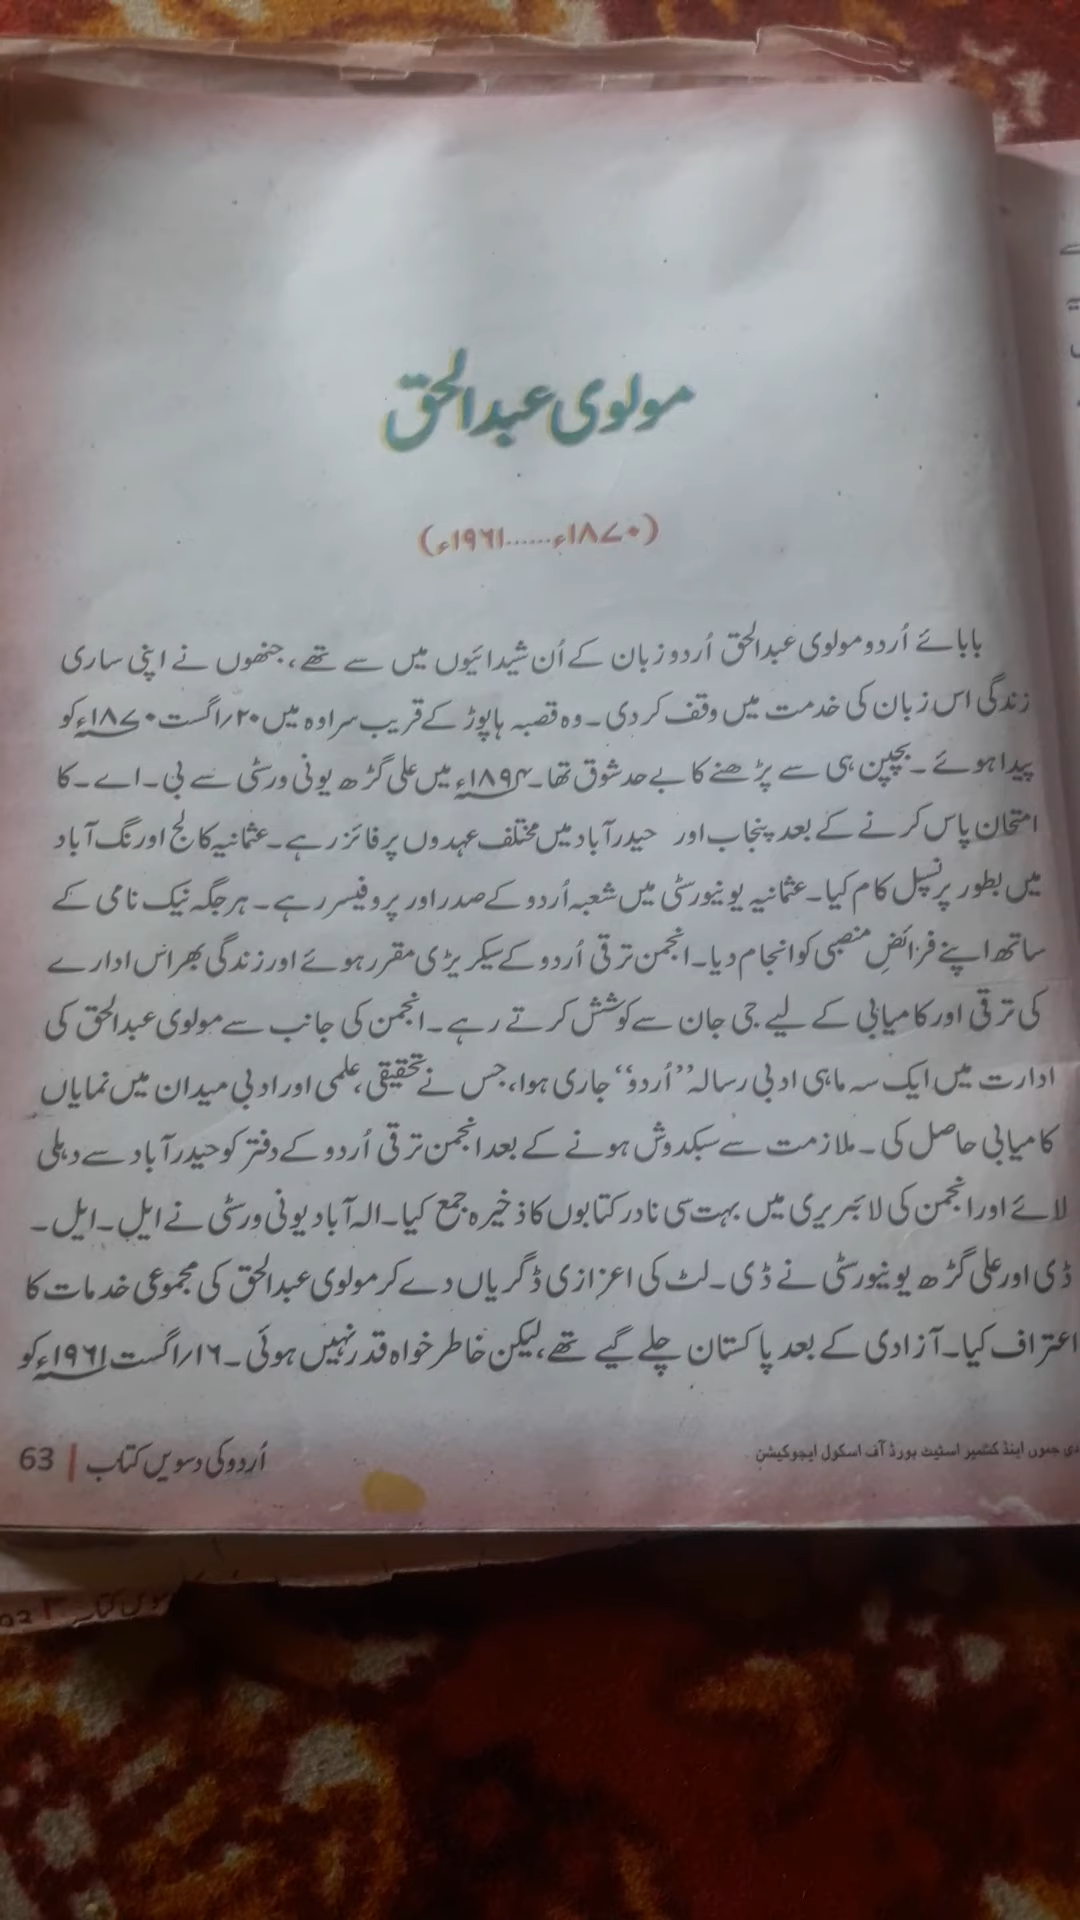 مولوی عبدالحق
(۱۸۷۰ء......۱۹۶۱ء)
بابائے اُردو مولوی عبدالحق اُردو زبان کے اُن شیدائیوں میں سے تھے، جنھوں نے اپنی ساری
زندگی اس زبان کی خدمت میں وقف کر دی۔ وہ قصبہ ہاپوڑ کے قریب سراوہ میں ۲۰/اگست ۱۸۷۰ء کو
پیدا ہوئے۔ بچپن ہی سے پڑھنے کا بے حد شوق تھا۔ ۱۸۹۴ء میں علی گڑھ یونی ورسٹی سے بی۔ اے۔ کا
امتحان پاس کرنے کے بعد پنجاب اور حیدر آباد میں مختلف عہدوں پر فائز رہے۔ عثمانیہ کالج اورنگ آباد
میں بطور پرنسپل کام کیا۔ عثمانیہ یونیورسٹی میں شعبہ اُردو کے صدر اور پروفیسر رہے۔ ہر جگہ نیک نامی کے
ساتھ اپنے فرائضِ منصبی کو انجام دیا۔ انجمن ترقی اُردو کے سیکریڑی مقرر ہوئے اور زندگی بھر اس ادارے
کی ترقی اور کامیابی کے لیے جی جان سے کوشش کرتے رہے۔ انجمن کی جانب سے مولوی عبدالحق کی
ادارت میں ایک سہ ماہی ادبی رسالہ ”اُردو“ جاری ہوا، جس نے تحقیقی، علمی اور ادبی میدان میں نمایاں
کامیابی حاصل کی۔ ملازمت سے سبکدوش ہونے کے بعد انجمن ترقی اُردو کے دفتر کو حیدر آباد سے دہلی
لائے اور انجمن کی لائبریری میں بہت سی نادر کتابوں کا ذخیرہ جمع کیا۔ الہ آباد یونی ورسٹی نے ایل۔ ایل۔
ڈی اور علی گڑھ یونیورسٹی نے ڈی۔ لٹ کی اعزازی ڈگریاں دے کر مولوی عبدالحق کی مجموعی خدمات کا
اعتراف کیا۔ آزادی کے بعد پاکستان چلے گیے تھے، لیکن خاطر خواہ قدر نہیں ہوئی۔ ۱۶/اگست ۱۹۶۱ء کو
دی جموں اینڈ کشمیر اسٹیٹ بورڈ آف اسکول ایجوکیشن
اُردو کی دسویں کتاب | 63